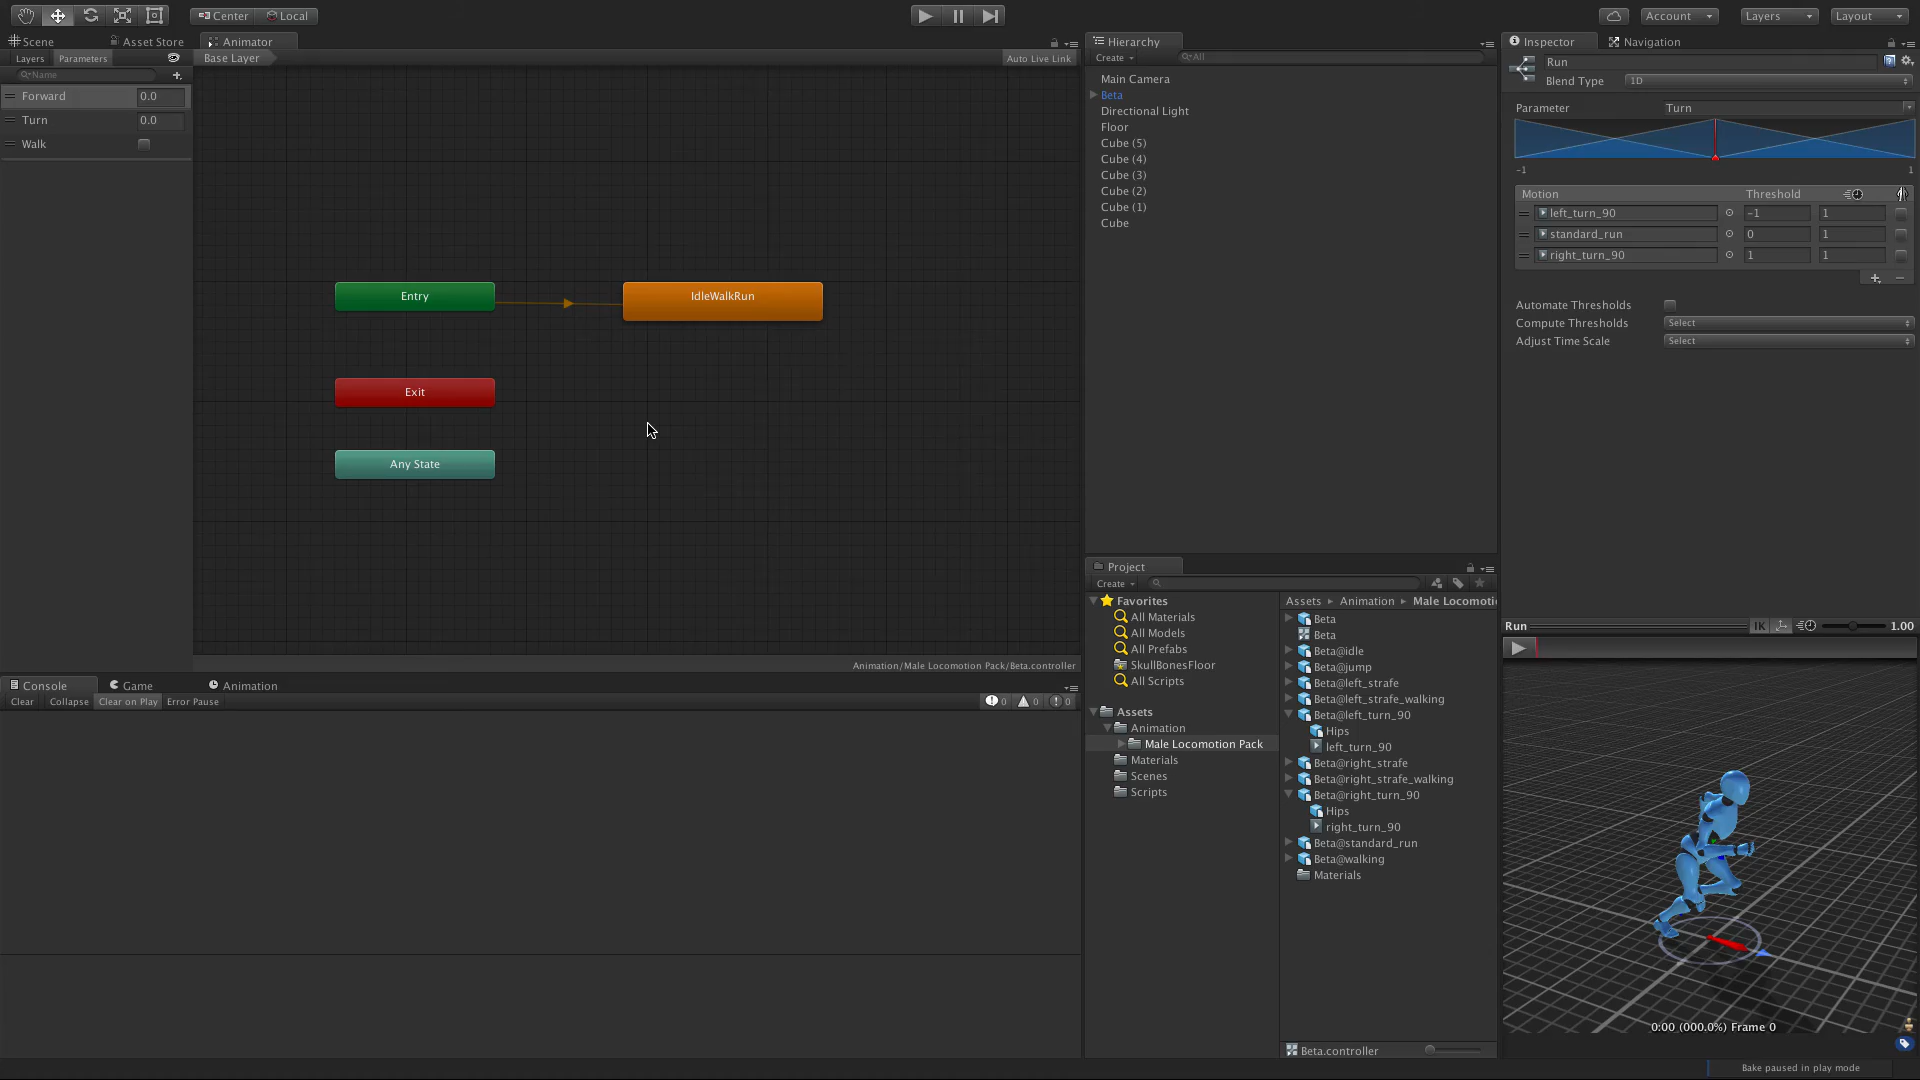 Center
Local
Account
Layers
Layout
Scene
Asset Store
Animator
Layers
Parameters
Base Layer
Auto Live Link
Name
Forward
0.0
Turn
0.0
Walk
Entry
IdleWalkRun
Exit
Any State
Animation/Male Locomotion Pack/Beta.controller
Console
Game
Animation
Clear
Collapse
Clear on Play
Error Pause
0
0
0
Hierarchy
Create
All
Main Camera
Beta
Directional Light
Floor
Cube (5)
Cube (4)
Cube (3)
Cube (2)
Cube (1)
Cube
Project
Create
Favorites
All Materials
All Models
All Prefabs
SkullBonesFloor
All Scripts
Assets
Animation
Male Locomotion Pack
Materials
Scenes
Scripts
Assets
Animation
Male Locomoti
Beta
Beta
Beta@idle
Beta@jump
Beta@left_strafe
Beta@left_strafe_walking
Beta@left_turn_90
Hips
left_turn_90
Beta@right_strafe
Beta@right_strafe_walking
Beta@right_turn_90
Hips
right_turn_90
Beta@standard_run
Beta@walking
Materials
Beta.controller
Inspector
Navigation
Run
Blend Type
1D
Parameter
Turn
-1
1
Motion
Threshold
left_turn_90
-1
1
standard_run
0
1
right_turn_90
1
1
Automate Thresholds
Compute Thresholds
Select
Adjust Time Scale
Select
Run
IK
1.00
0:00 (000.0%) Frame 0
Bake paused in play mode